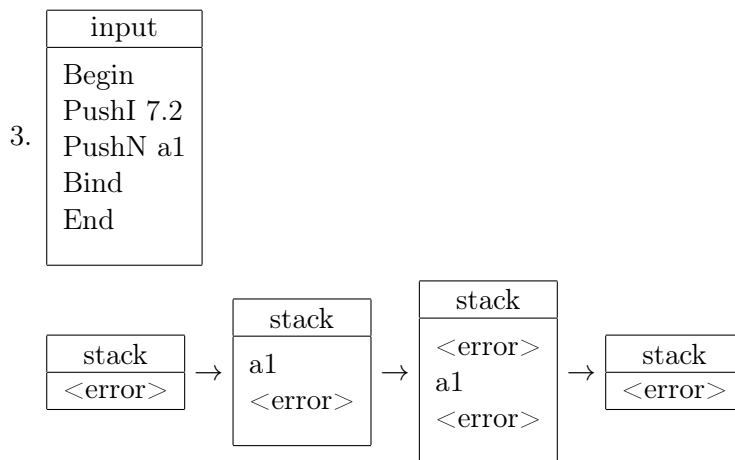 3.
input
Begin
PushI 7.2
PushN a1
Bind
End
stack
<error>
→
stack
a1
<error>
→
stack
<error>
a1
<error>
→
stack
<error>